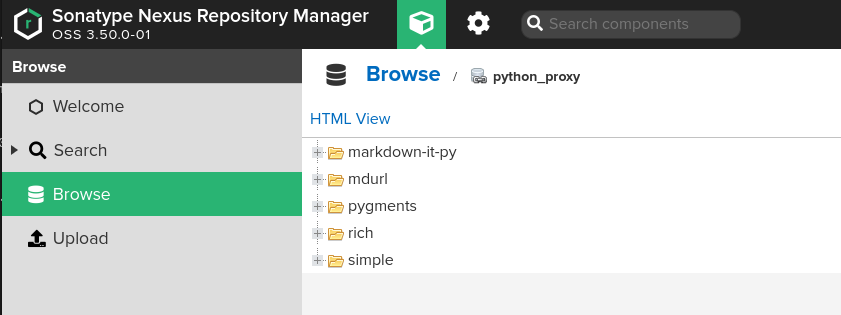 Sonatype Nexus Repository Manager
OSS 3.50.0-01
Search components
Browse
Welcome
Search
Browse
Upload
Browse / python_proxy
HTML View
markdown-it-py
mdurl
pygments
rich
simple